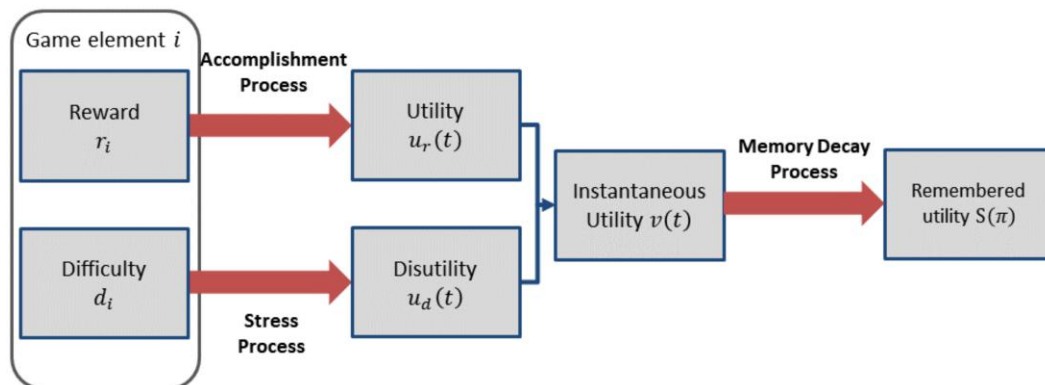 Game element i
Accomplishment
Process
Reward
r_i
Utility
u_r(t)
Instantaneous
Utility v(t)
Memory Decay
Process
Remembered
utility S(π)
Difficulty
d_i
Disutility
u_d(t)
Stress
Process